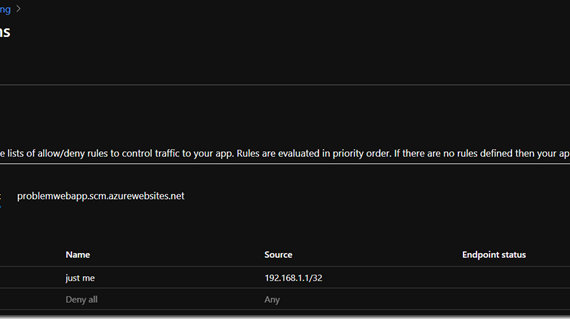 ng >
ns
e lists of allow/deny rules to control traffic to your app. Rules are evaluated in priority order. If there are no rules defined then your ap
problemwebapp.scm.azurewebsites.net
Name Source Endpoint status
just me 192.168.1.1/32
Deny all Any